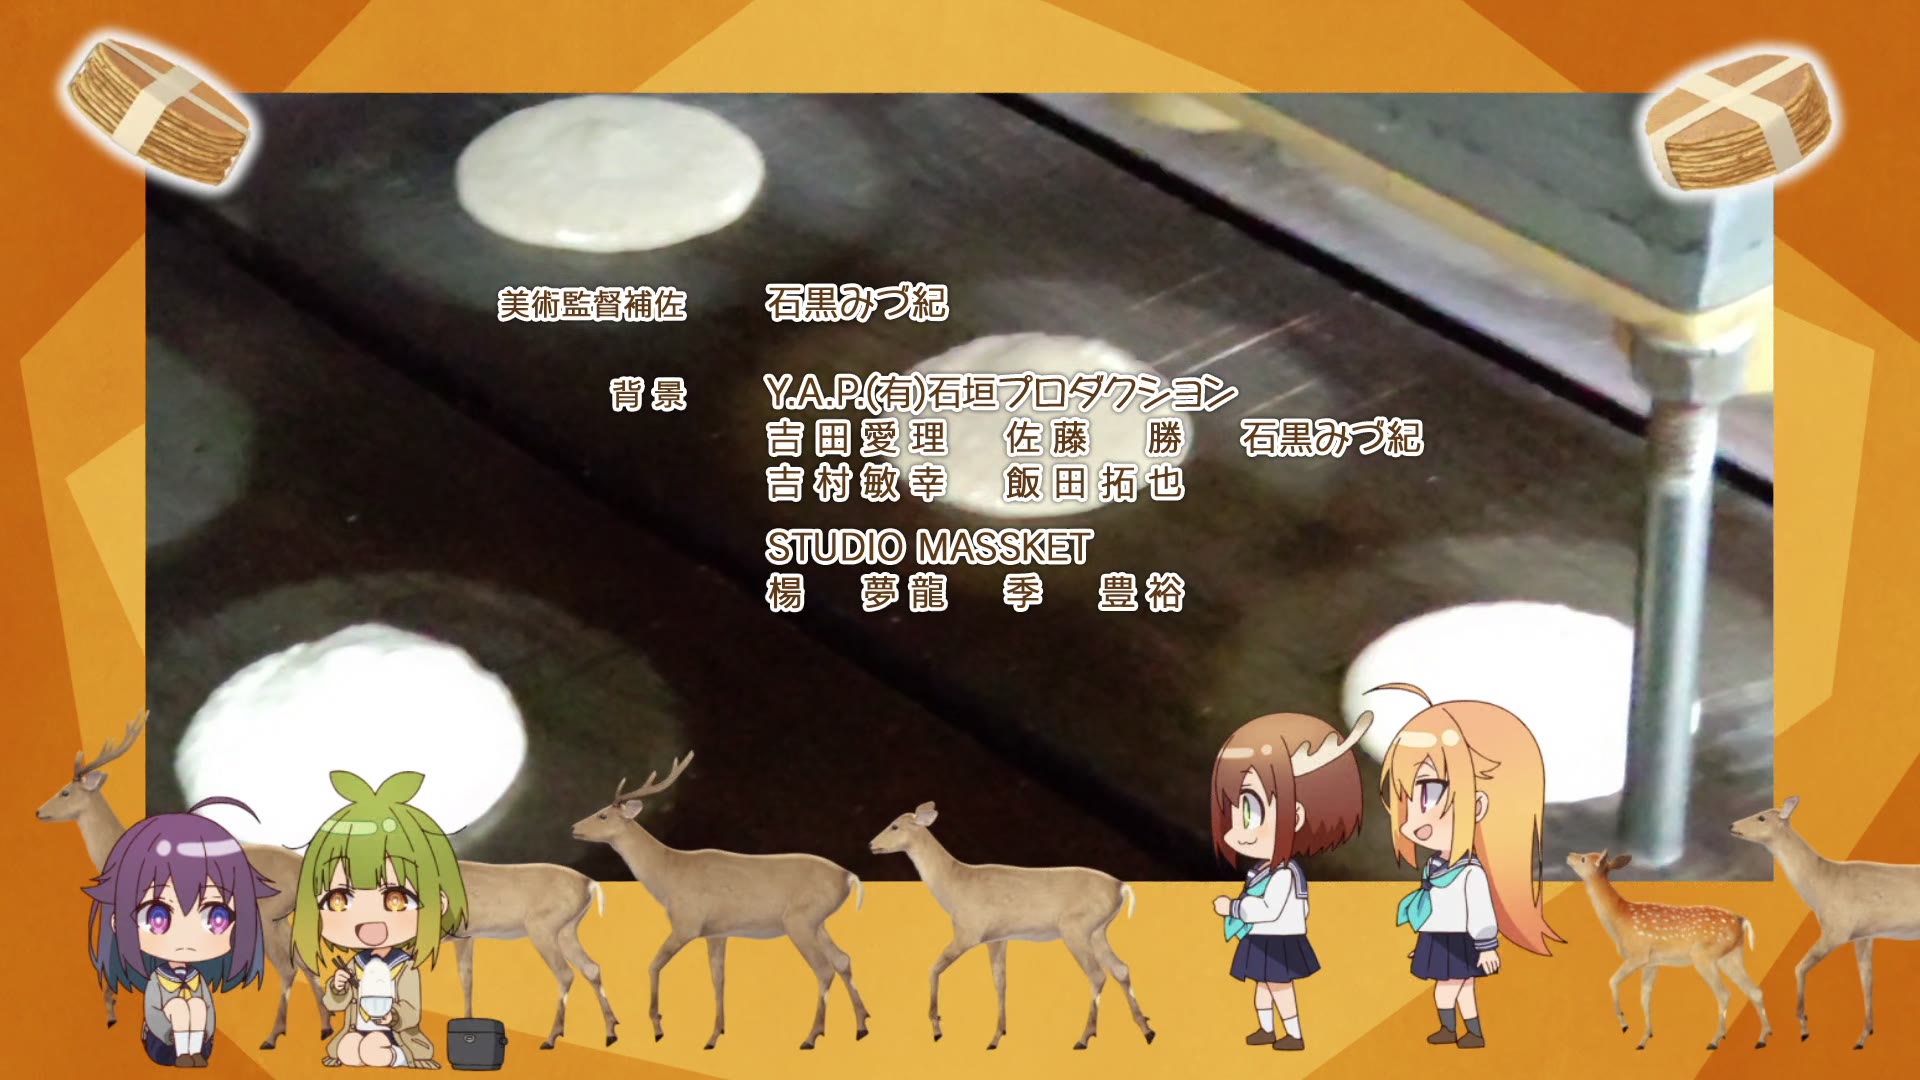 美術監督補佐 石黒みづ紀
背景 Y.A.P.(有)石垣プロダクション
吉田愛理 佐藤 勝 石黒みづ紀
吉村敏幸 飯田拓也
STUDIO MASSKET
楊 夢龍 季 豊裕